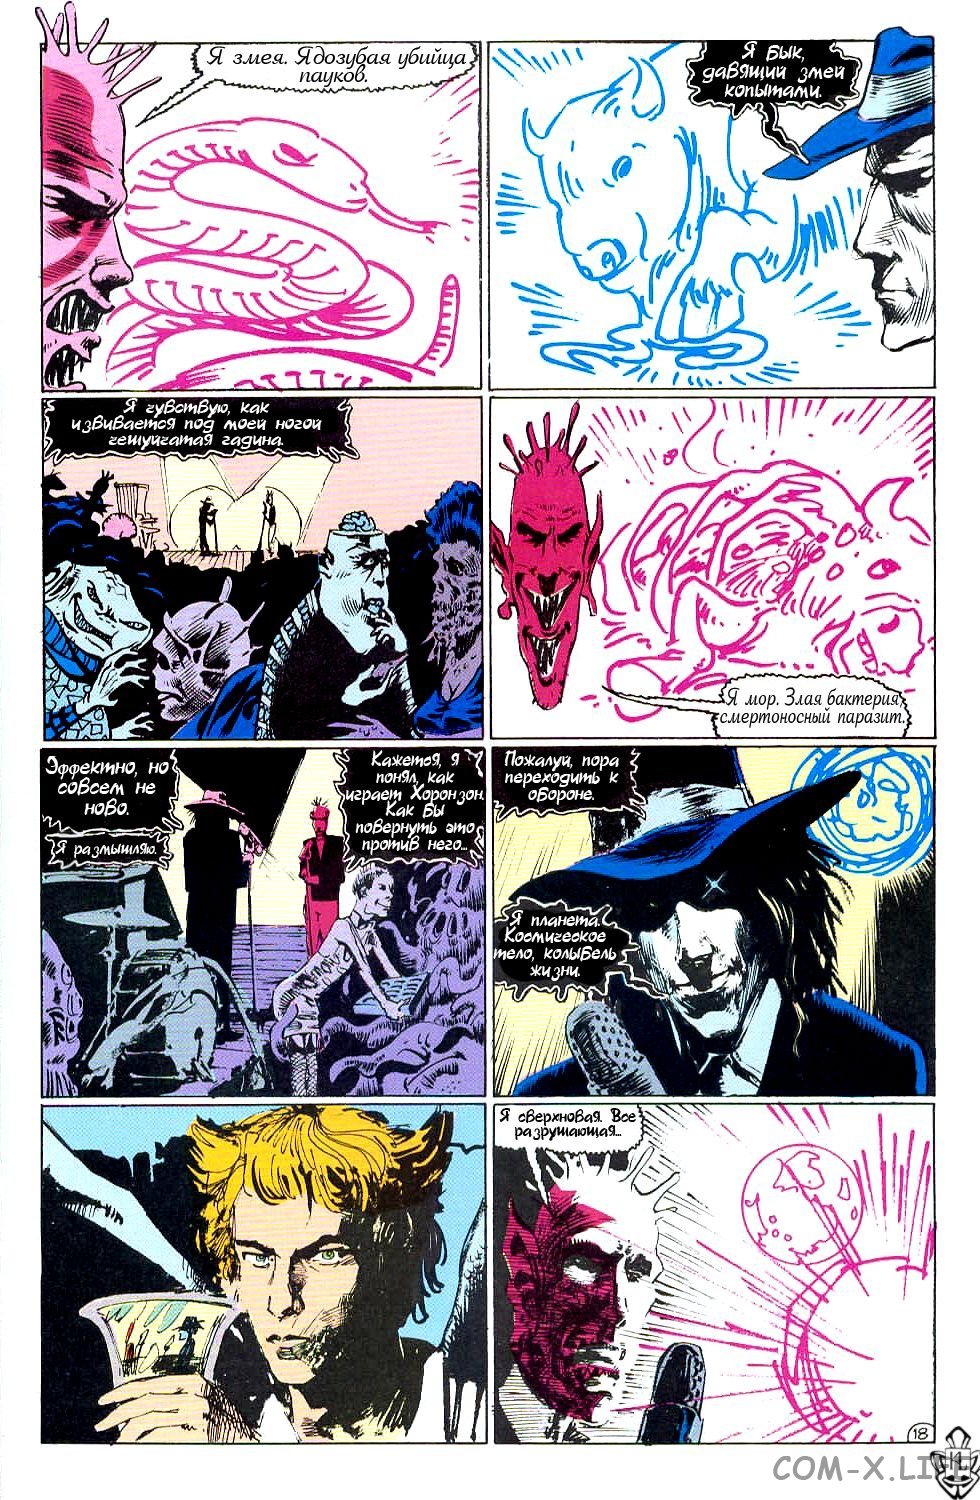 Я змея. Ядозубая убийца
пауков.
Я бык,
давящий змей
копытами.
Я чувствую, как
извивается под моей ногой
чешуйчатая гадина.
Я мор. Злая бактерия,
смертоносный паразит.
Эффектно, но
совсем не
ново.
Я размышляю.
Кажется, я
понял, как
играет Хоронзон.
Как бы
повернуть это
против него...
Пожалуй, пора
переходить к
обороне.
Я планета.
Космическое
тело, колыбель
жизни.
Я сверхновая. Все
разрушающая...
18
COM-X.LIFE